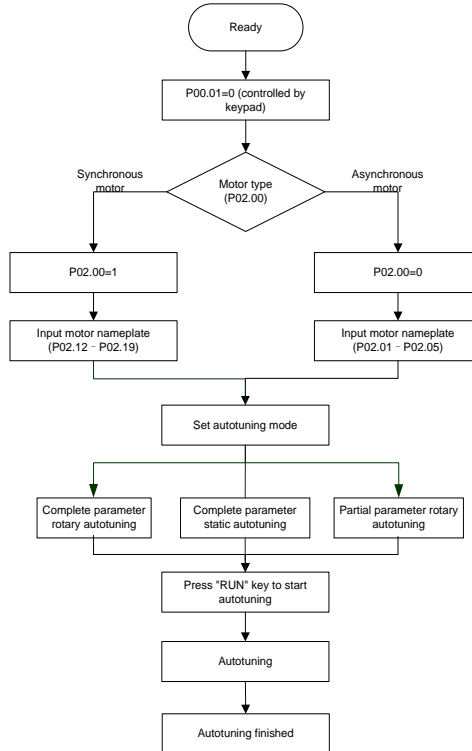 Ready
P00.01=0 (controlled by
keypad)
Synchronous
motor
Motor type
(P02.00)
Asynchronous
motor
P02.00=1
P02.00=0
Input motor nameplate
(P02.12－P02.19)
Input motor nameplate
(P02.01－P02.05)
Set autotuning mode
Complete parameter
rotary autotuning
Complete parameter
static autotuning
Partial parameter rotary
autotuning
Press "RUN" key to start
autotuning
Autotuning
Autotuning finished